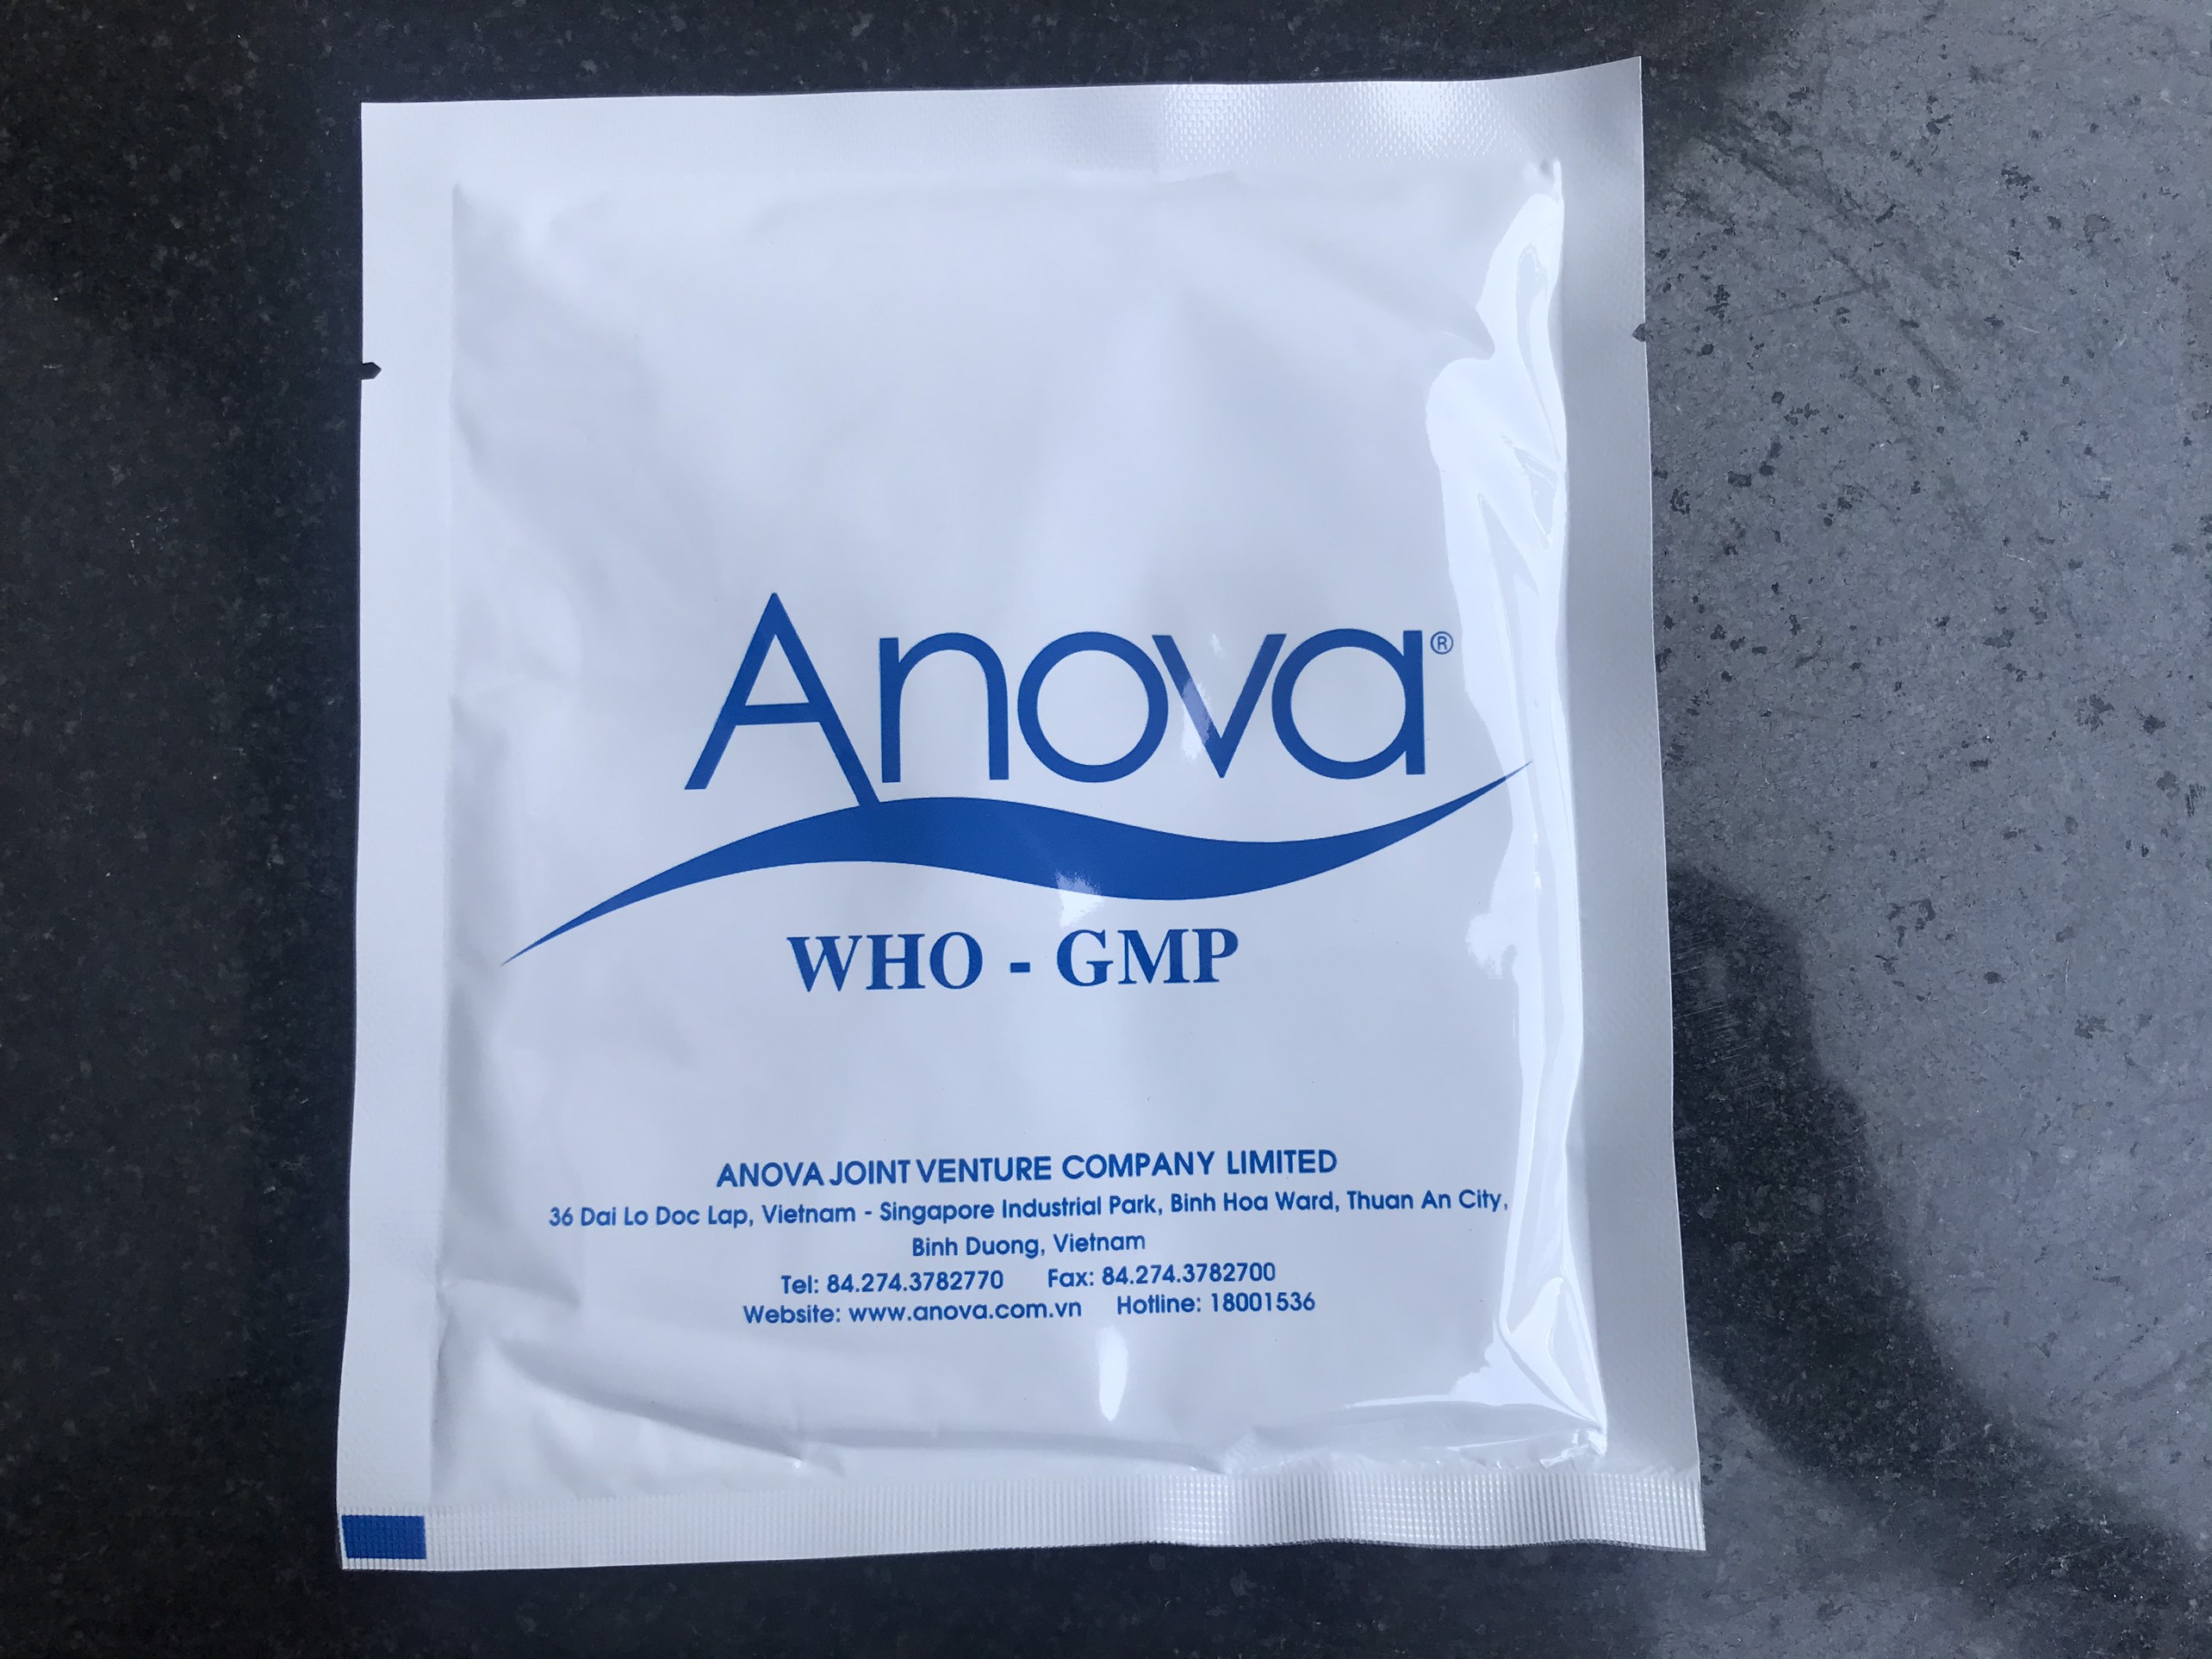 Anova®
WHO - GMP
ANOVA JOINT VENTURE COMPANY LIMITED
36 Dai Lo Doc Lap, Vietnam - Singapore Industrial Park, Binh Hoa Ward, Thuan An City,
Binh Duong, Vietnam
Tel: 84.274.3782770 Fax: 84.274.3782700
Website: www.anova.com.vn Hotline: 18001536